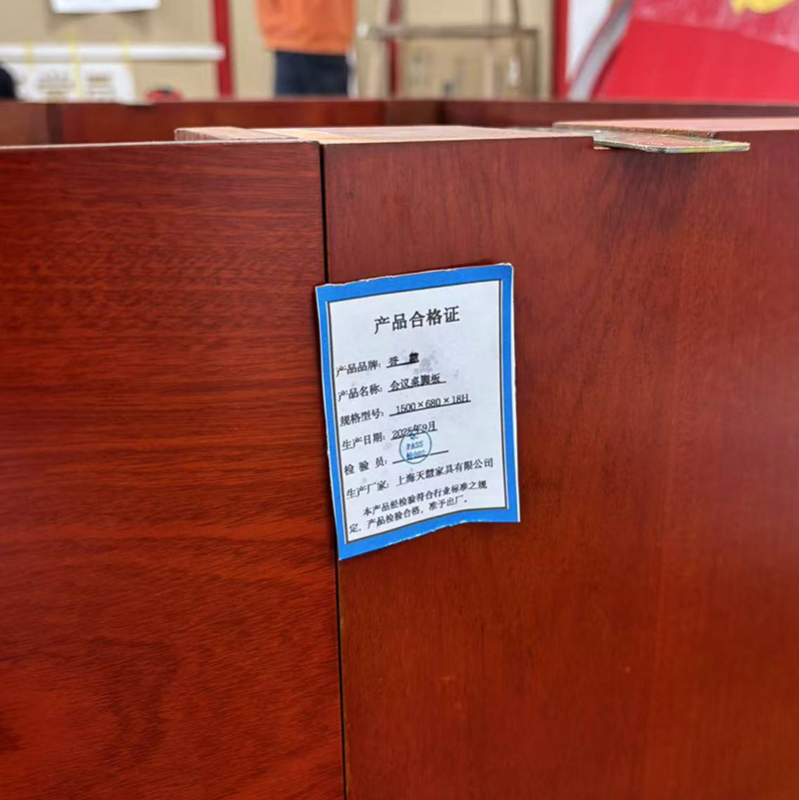 产品合格证
产品品牌：誉 慧
产品名称：会议桌脚板
规格型号：1500×680×18H
生产日期：2025年9月
PASS
检 验 员：
生产厂家：上海天慧家具有限公司
本产品经检验符合行业标准之规
定，产品检验合格，准予出厂。